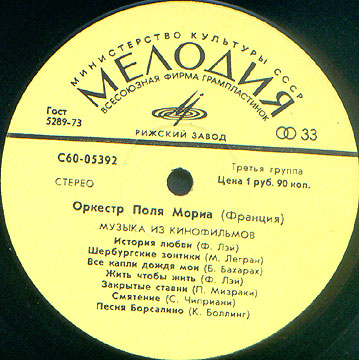 МИНИСТЕРСТВО КУЛЬТУРЫ СССР
МЕЛОДИЯ
ВСЕСОЮЗНАЯ ФИРМА ГРАМПЛАСТИНОК
Гост
5289-73
33
РИЖСКИЙ ЗАВОД
С60-05392
Третья группа
СТЕРЕО
Цена 1 руб. 90 коп.
Оркестр Поля Мориа (Франция)
МУЗЫКА ИЗ КИНОФИЛЬМОВ
История любви (Ф. Лэй)
Шербургские зонтики (М. Легран)
Все капли дождя мои (Б. Бахарах)
Жить чтобы жить (Ф. Лэй)
Закрытые ставни (П. Мизраки)
Смятение (С. Чиприани)
Песня Борсалино (К. Боллинг)